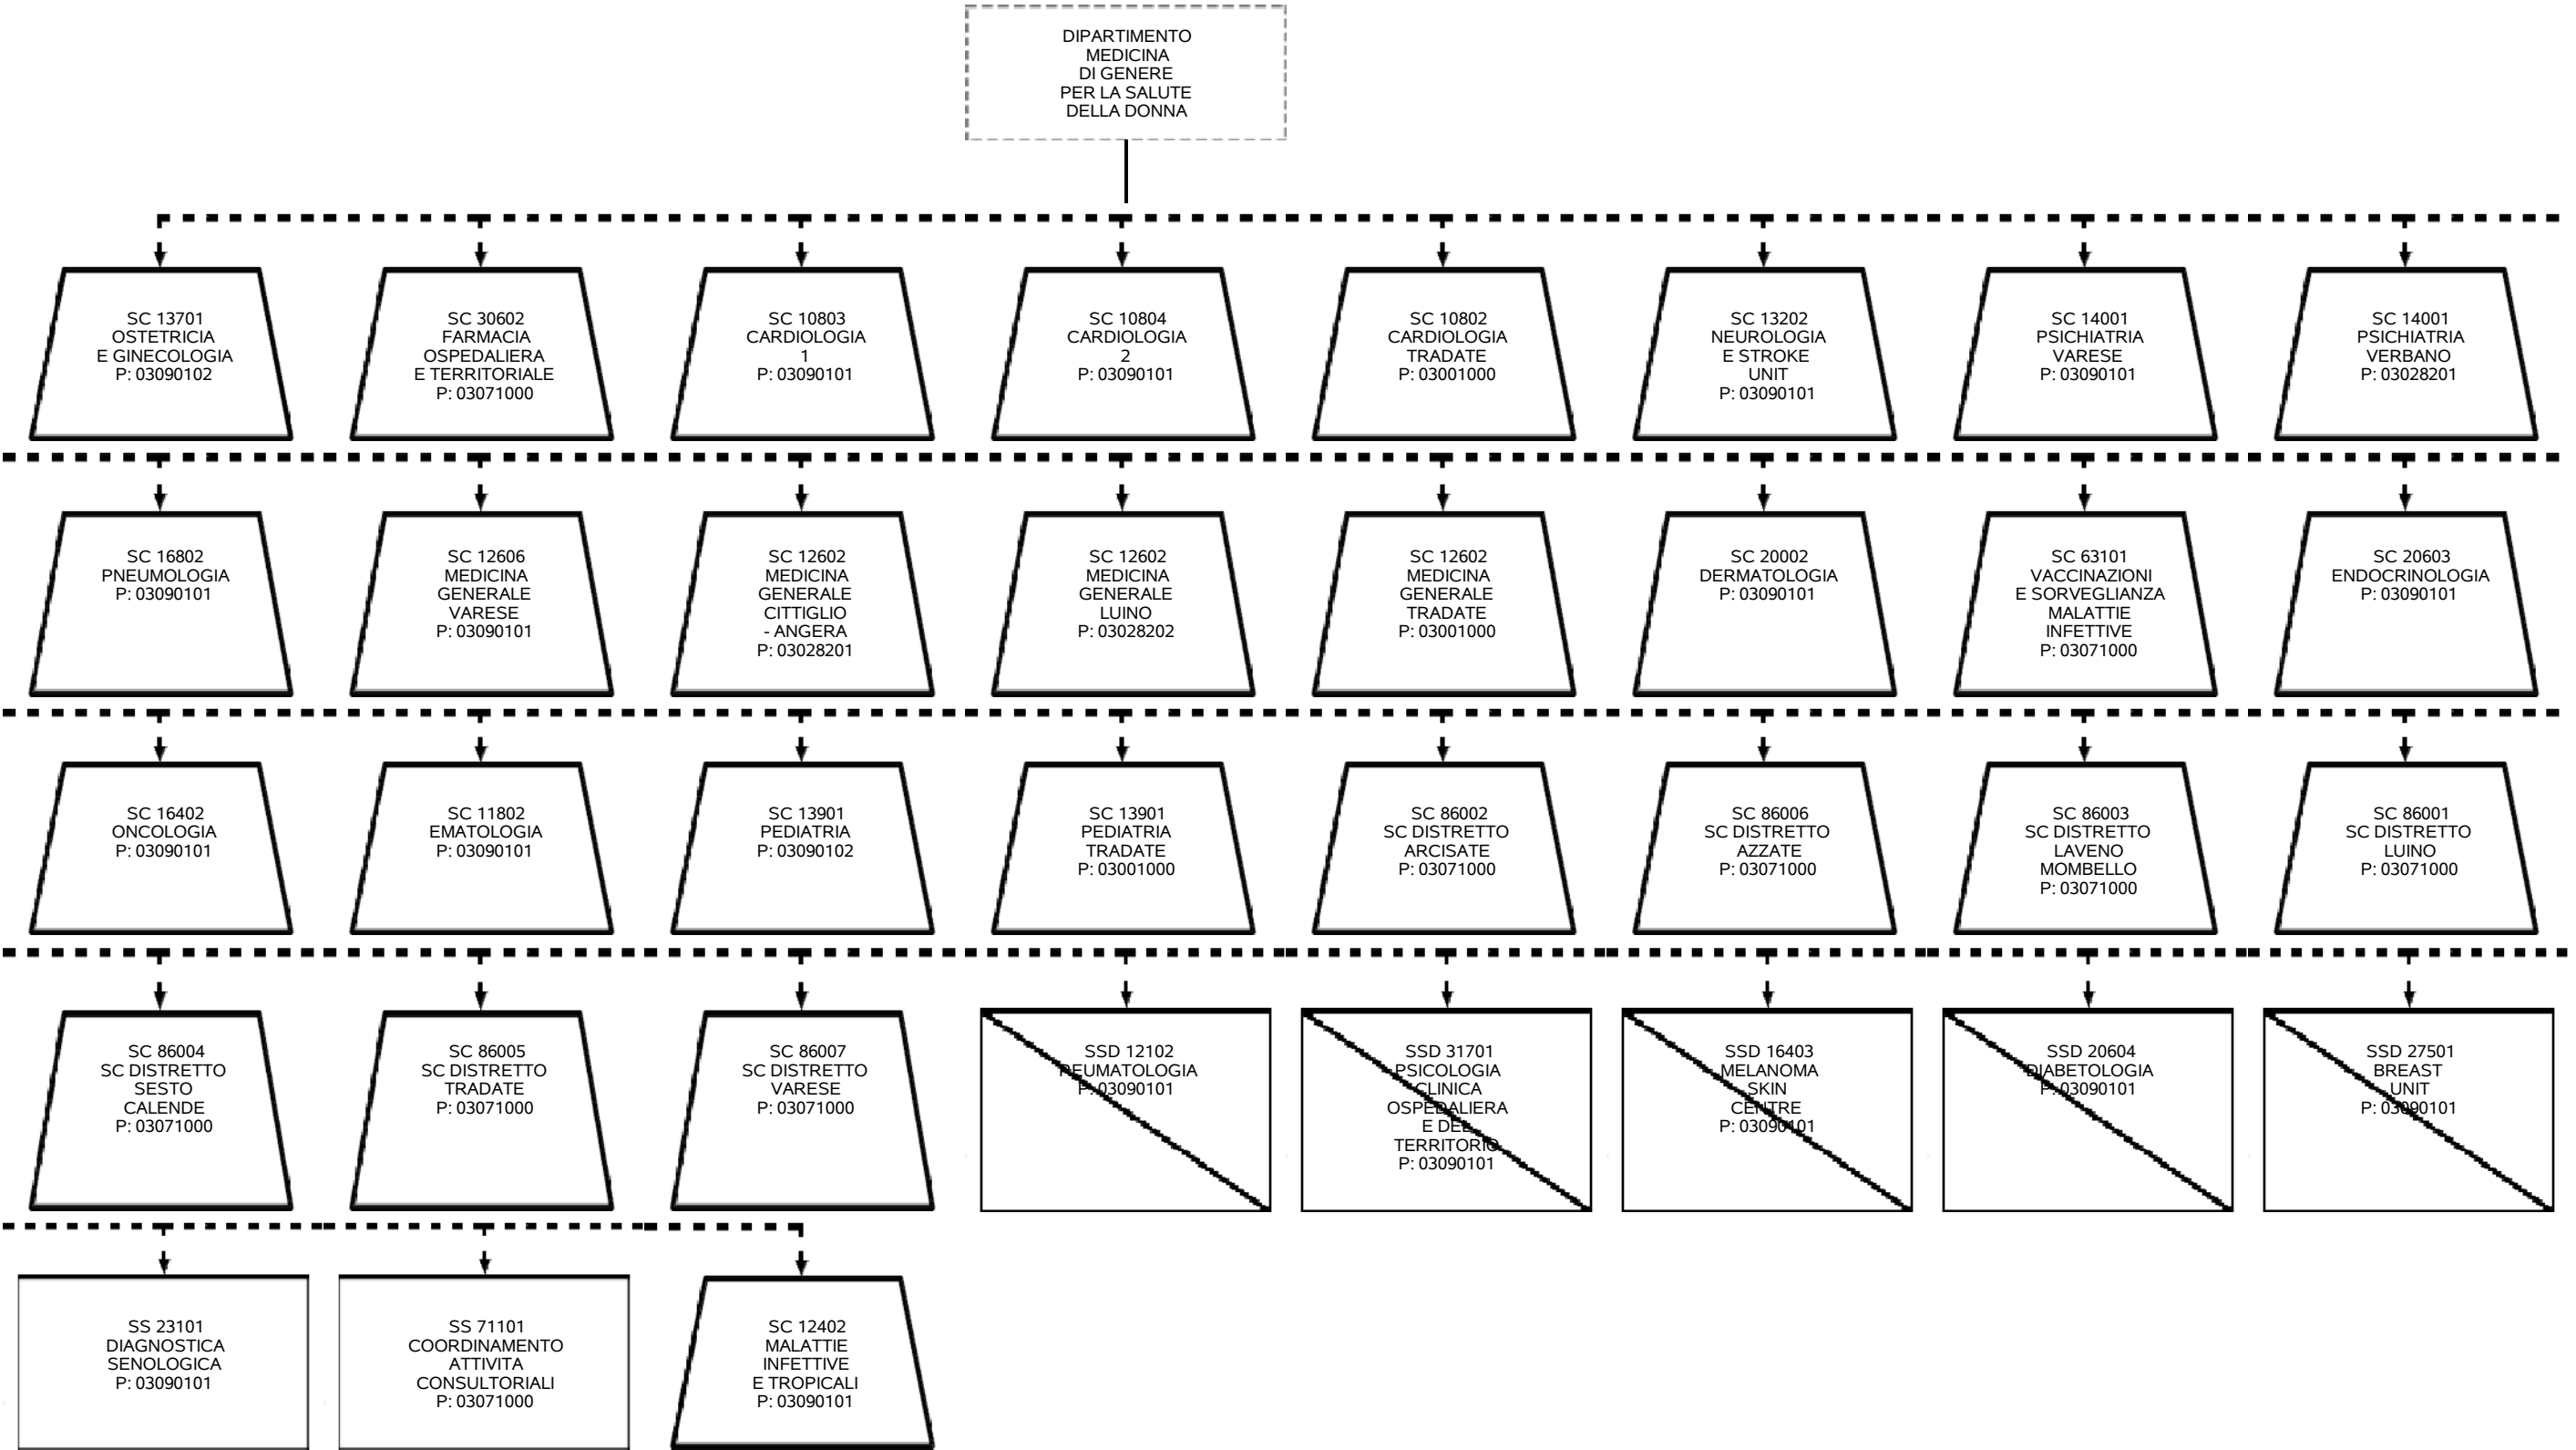 DIPARTIMENTO
MEDICINA
DI GENERE
PER LA SALUTE
DELLA DONNA
SC 13701
OSTETRICIA
E GINECOLOGIA
P: 03090102
SC 30602
FARMACIA
OSPEDALIERA
E TERRITORIALE
P: 03071000
SC 10803
CARDIOLOGIA
1
P: 03090101
SC 10804
CARDIOLOGIA
2
P: 03090101
SC 10802
CARDIOLOGIA
TRADATE
P: 03001000
SC 13202
NEUROLOGIA
E STROKE
UNIT
P: 03090101
SC 14001
PSICHIATRIA
VARESE
P: 03090101
SC 14001
PSICHIATRIA
VERBANO
P: 03028201
SC 16802
PNEUMOLOGIA
P: 03090101
SC 12606
MEDICINA
GENERALE
VARESE
P: 03090101
SC 12602
MEDICINA
GENERALE
CITTIGLIO
- ANGERA
P: 03028201
SC 12602
MEDICINA
GENERALE
LUINO
P: 03028202
SC 12602
MEDICINA
GENERALE
TRADATE
P: 03001000
SC 20002
DERMATOLOGIA
P: 03090101
SC 63101
VACCINAZIONI
E SORVEGLIANZA
MALATTIE
INFETTIVE
P: 03071000
SC 20603
ENDOCRINOLOGIA
P: 03090101
SC 16402
ONCOLOGIA
P: 03090101
SC 11802
EMATOLOGIA
P: 03090101
SC 13901
PEDIATRIA
P: 03090102
SC 13901
PEDIATRIA
TRADATE
P: 03001000
SC 86002
SC DISTRETTO
ARCISATE
P: 03071000
SC 86006
SC DISTRETTO
AZZATE
P: 03071000
SC 86003
SC DISTRETTO
LAVENO
MOMBELLO
P: 03071000
SC 86001
SC DISTRETTO
LUINO
P: 03071000
SC 86004
SC DISTRETTO
SESTO
CALENDE
P: 03071000
SC 86005
SC DISTRETTO
TRADATE
P: 03071000
SC 86007
SC DISTRETTO
VARESE
P: 03071000
SSD 12102
REUMATOLOGIA
P: 03090101
SSD 31701
PSICOLOGIA
CLINICA
OSPEDALIERA
E DEL
TERRITORIO
P: 03090101
SSD 16403
MELANOMA
SKIN
CENTRE
P: 03090101
SSD 20604
DIABETOLOGIA
P: 03090101
SSD 27501
BREAST
UNIT
P: 03090101
SS 23101
DIAGNOSTICA
SENOLOGICA
P: 03090101
SS 71101
COORDINAMENTO
ATTIVITA
CONSULTORIALI
P: 03071000
SC 12402
MALATTIE
INFETTIVE
E TROPICALI
P: 03090101